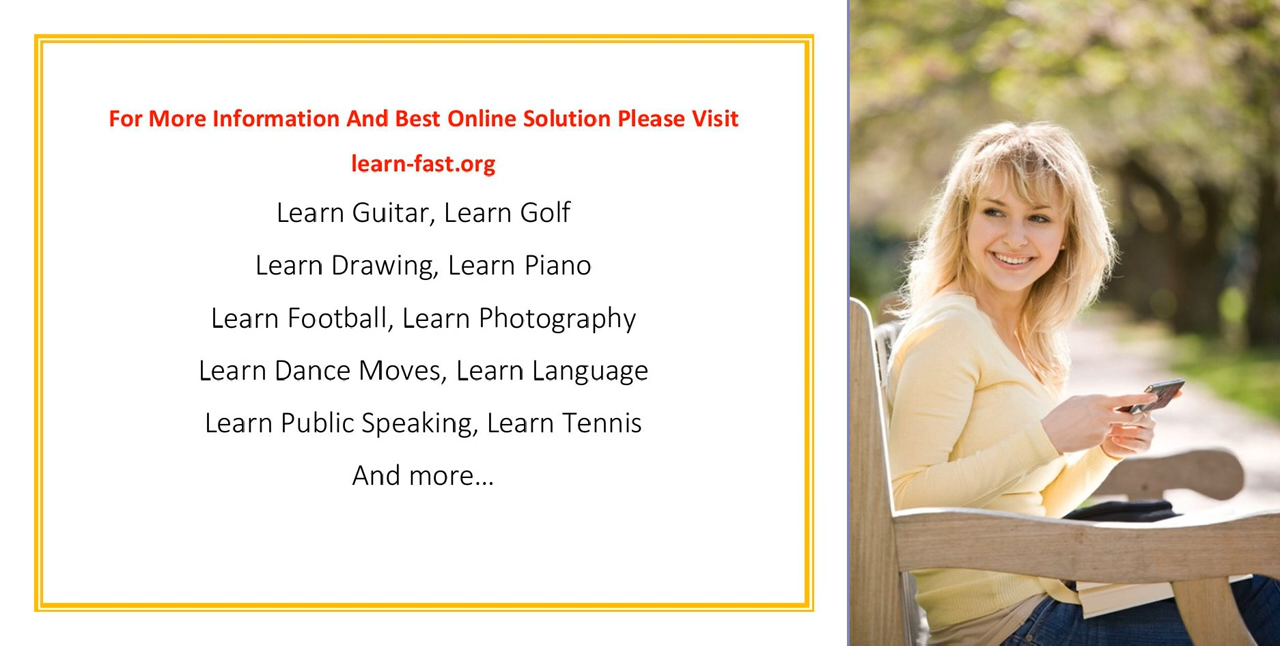 For More Information And Best Online Solution Please Visit
learn-fast.org
Learn Guitar, Learn Golf
Learn Drawing, Learn Piano
Learn Football, Learn Photography
Learn Dance Moves, Learn Language
Learn Public Speaking, Learn Tennis
And more...